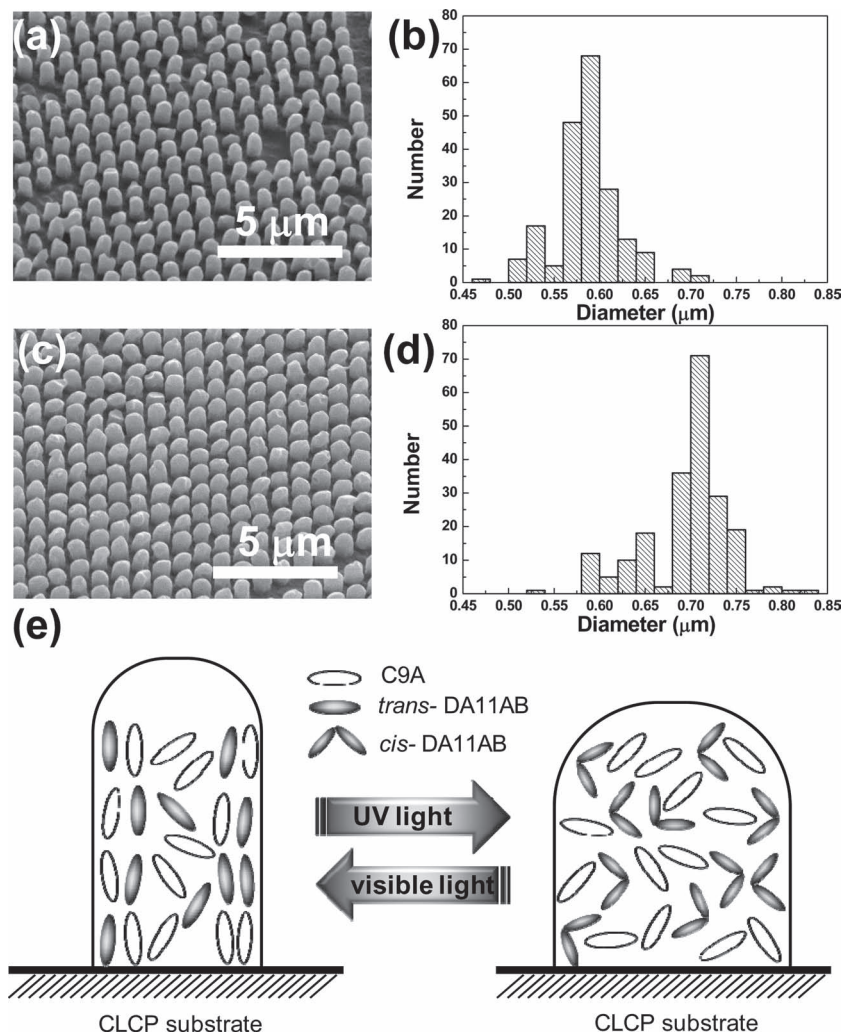 (a)
5 μm
(b)
80
70
60
50
40
30
20
10
0
Number
0.45 0.50 0.55 0.60 0.65 0.70 0.75 0.80 0.85
Diameter (μm)
(c)
5 μm
(d)
80
70
60
50
40
30
20
10
0
Number
0.45 0.50 0.55 0.60 0.65 0.70 0.75 0.80 0.85
Diameter (μm)
(e)
C9A
trans- DA11AB
cis- DA11AB
UV light
visible light
CLCP substrate
CLCP substrate